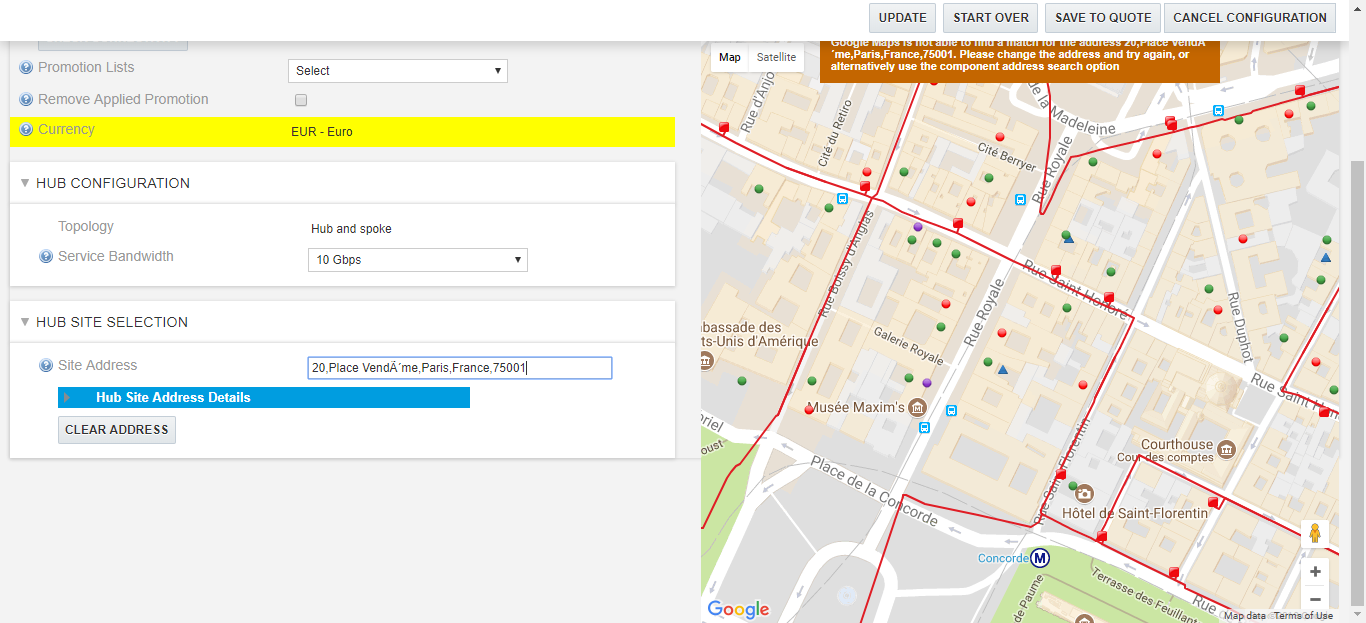 UPDATE
START OVER
SAVE TO QUOTE
CANCEL CONFIGURATION
Promotion Lists
Select
Remove Applied Promotion
Currency
EUR - Euro
HUB CONFIGURATION
Topology
Hub and spoke
Service Bandwidth
10 Gbps
HUB SITE SELECTION
Site Address
20,Place VendÃ´me,Paris,France,75001
Hub Site Address Details
CLEAR ADDRESS
Map
Satellite
Google Maps is not able to find a match for the address 20,Place VendÃ
´me,Paris,France,75001. Please change the address and try again, or
alternatively use the component address search option
Rue d'Anjo
Cité du Retiro
de la Madeleine
Cité Berryer
Rue Royale
Rue Boissy d'Anglas
Rue Saint Honoré
Rue Royale
Rue Duphot
bassade des
ts-Unis d'Amérique
Galerie Royale
Rue Saint Hon
Musée Maxim's
riel
oust-
Courthouse
Cour des comptes
Rue Saint-Florentin
Place de la Concorde
Hôtel de Saint-Florentin
Concorde
M
Terrasse des Feuillant
de Paume
Rue
Google
Map data
Terms of Use